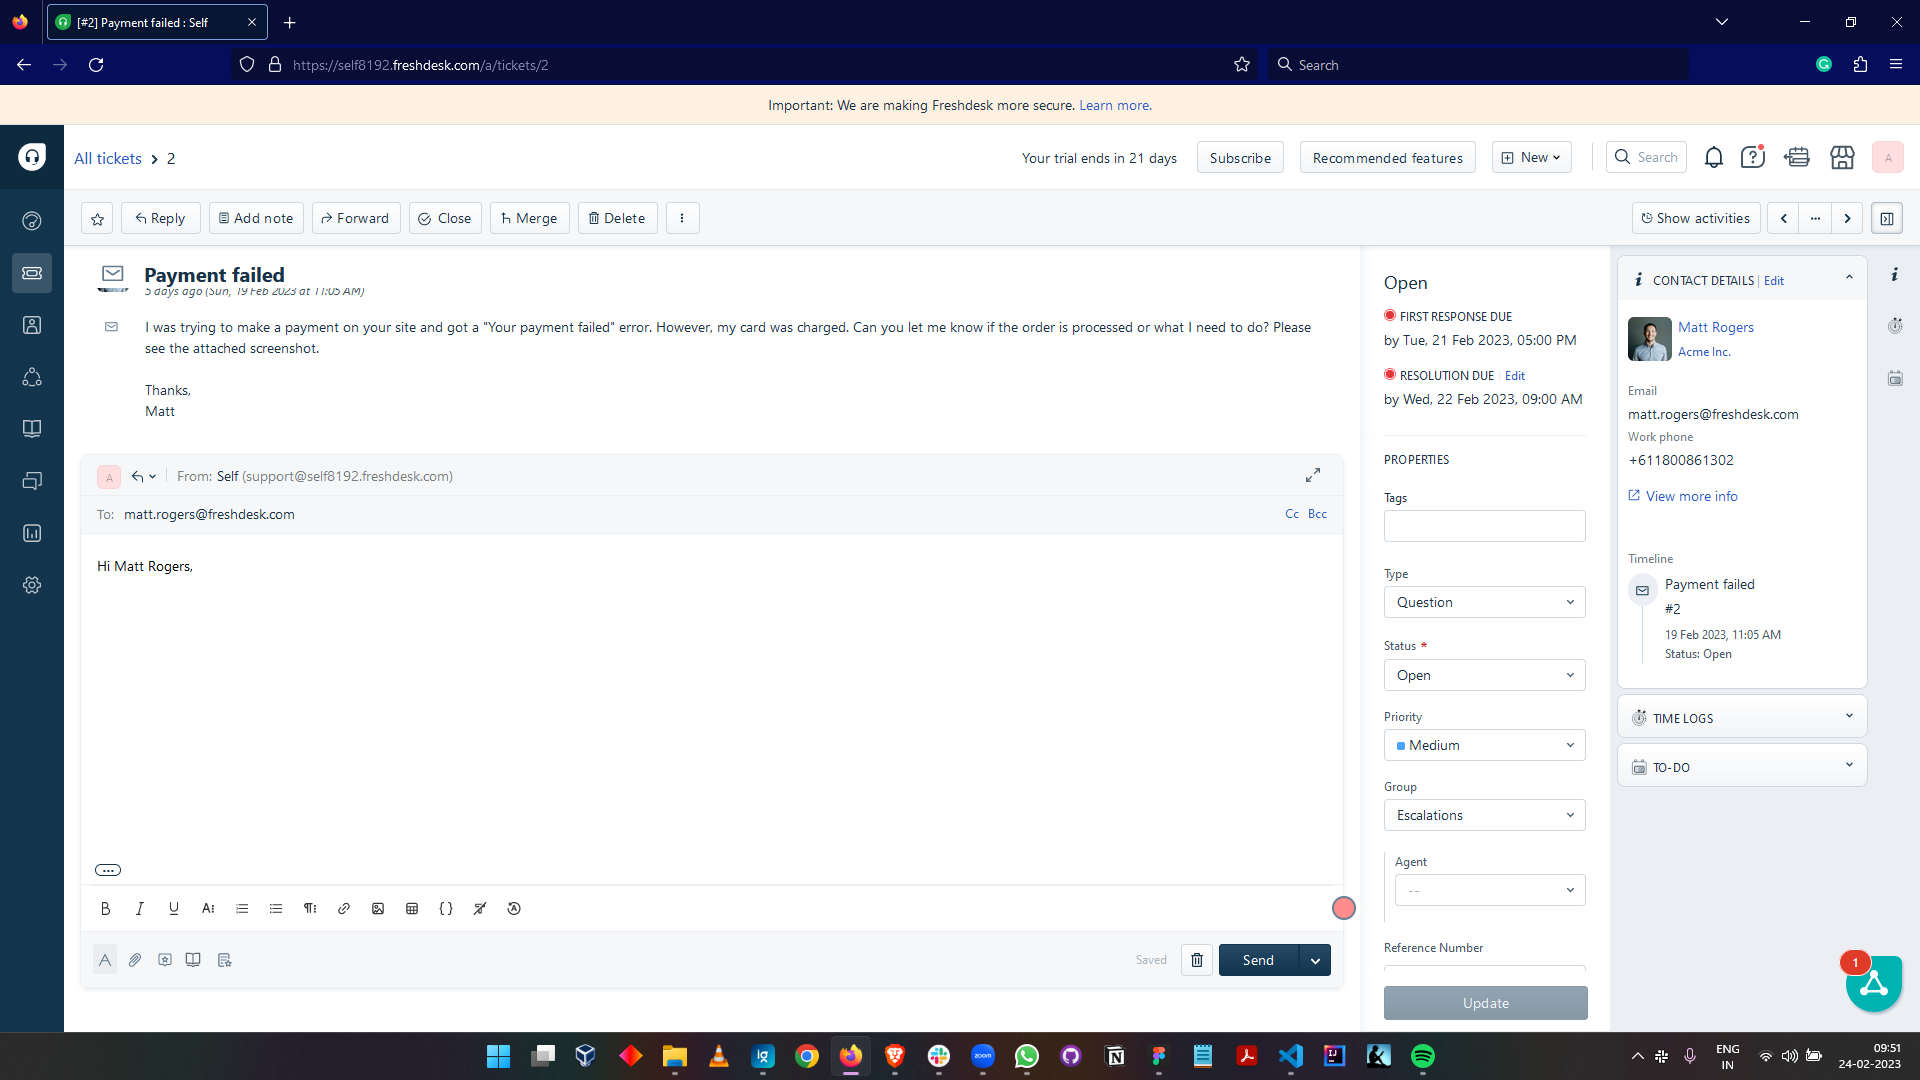 [#2] Payment failed : Self
https://self8192.freshdesk.com/a/tickets/2
Search
Important: We are making Freshdesk more secure. Learn more.
All tickets > 2
Your trial ends in 21 days
Subscribe
Recommended features
New
Search
A
Reply
Add note
Forward
Close
Merge
Delete
Show activities
Payment failed
5 days ago (Sun, 19 Feb 2023 at 11:05 AM)
I was trying to make a payment on your site and got a "Your payment failed" error. However, my card was charged. Can you let me know if the order is processed or what I need to do? Please
see the attached screenshot.
Thanks,
Matt
A
From: Self (support@self8192.freshdesk.com)
To: matt.rogers@freshdesk.com
Cc Bcc
Hi Matt Rogers,
Saved
Send
Open
FIRST RESPONSE DUE
by Tue, 21 Feb 2023, 05:00 PM
RESOLUTION DUE Edit
by Wed, 22 Feb 2023, 09:00 AM
PROPERTIES
Tags
Type
Question
Status *
Open
Priority
Medium
Group
Escalations
Agent
--
Reference Number
Update
CONTACT DETAILS | Edit
Matt Rogers
Acme Inc.
Email
matt.rogers@freshdesk.com
Work phone
+611800861302
View more info
Timeline
Payment failed
#2
19 Feb 2023, 11:05 AM
Status: Open
TIME LOGS
TO-DO
1
zoom
ENG
IN
09:51
24-02-2023